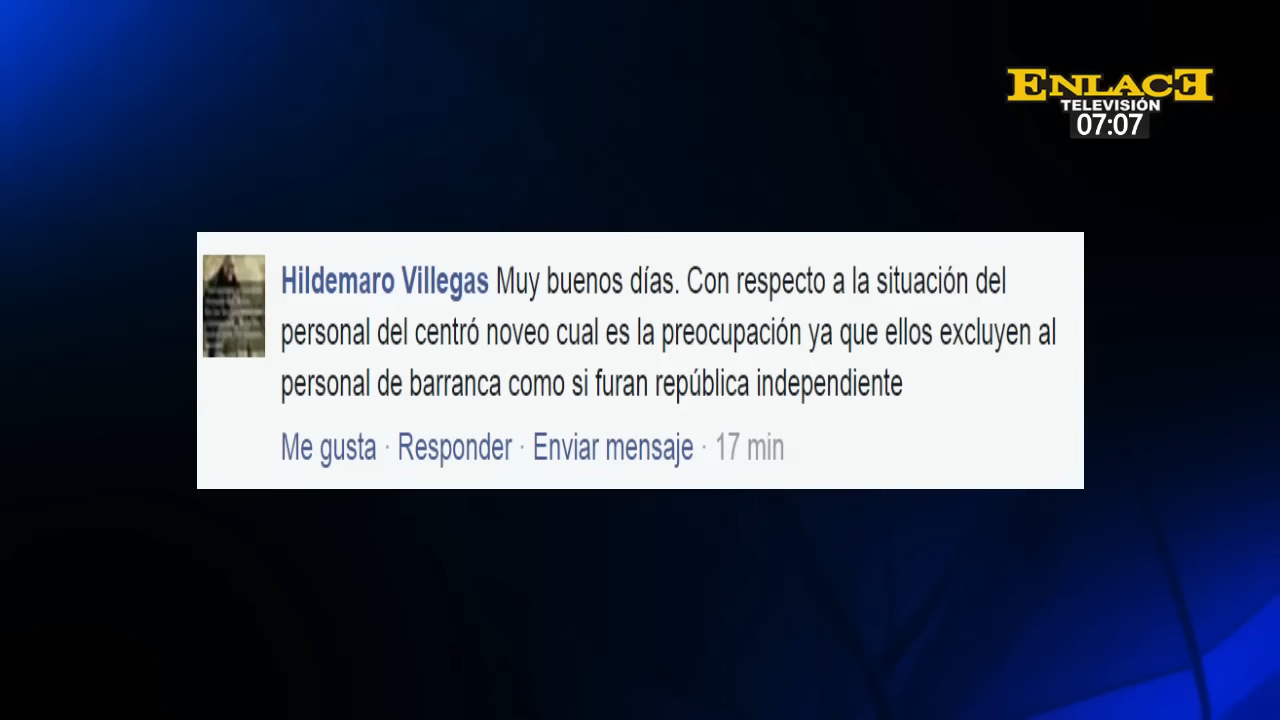 ENLACE
TELEVISIÓN
07:07
Hildemaro Villegas Muy buenos días. Con respecto a la situación del
personal del centró noveo cual es la preocupación ya que ellos excluyen al
personal de barranca como si furan república independiente
Me gusta · Responder · Enviar mensaje · 17 min